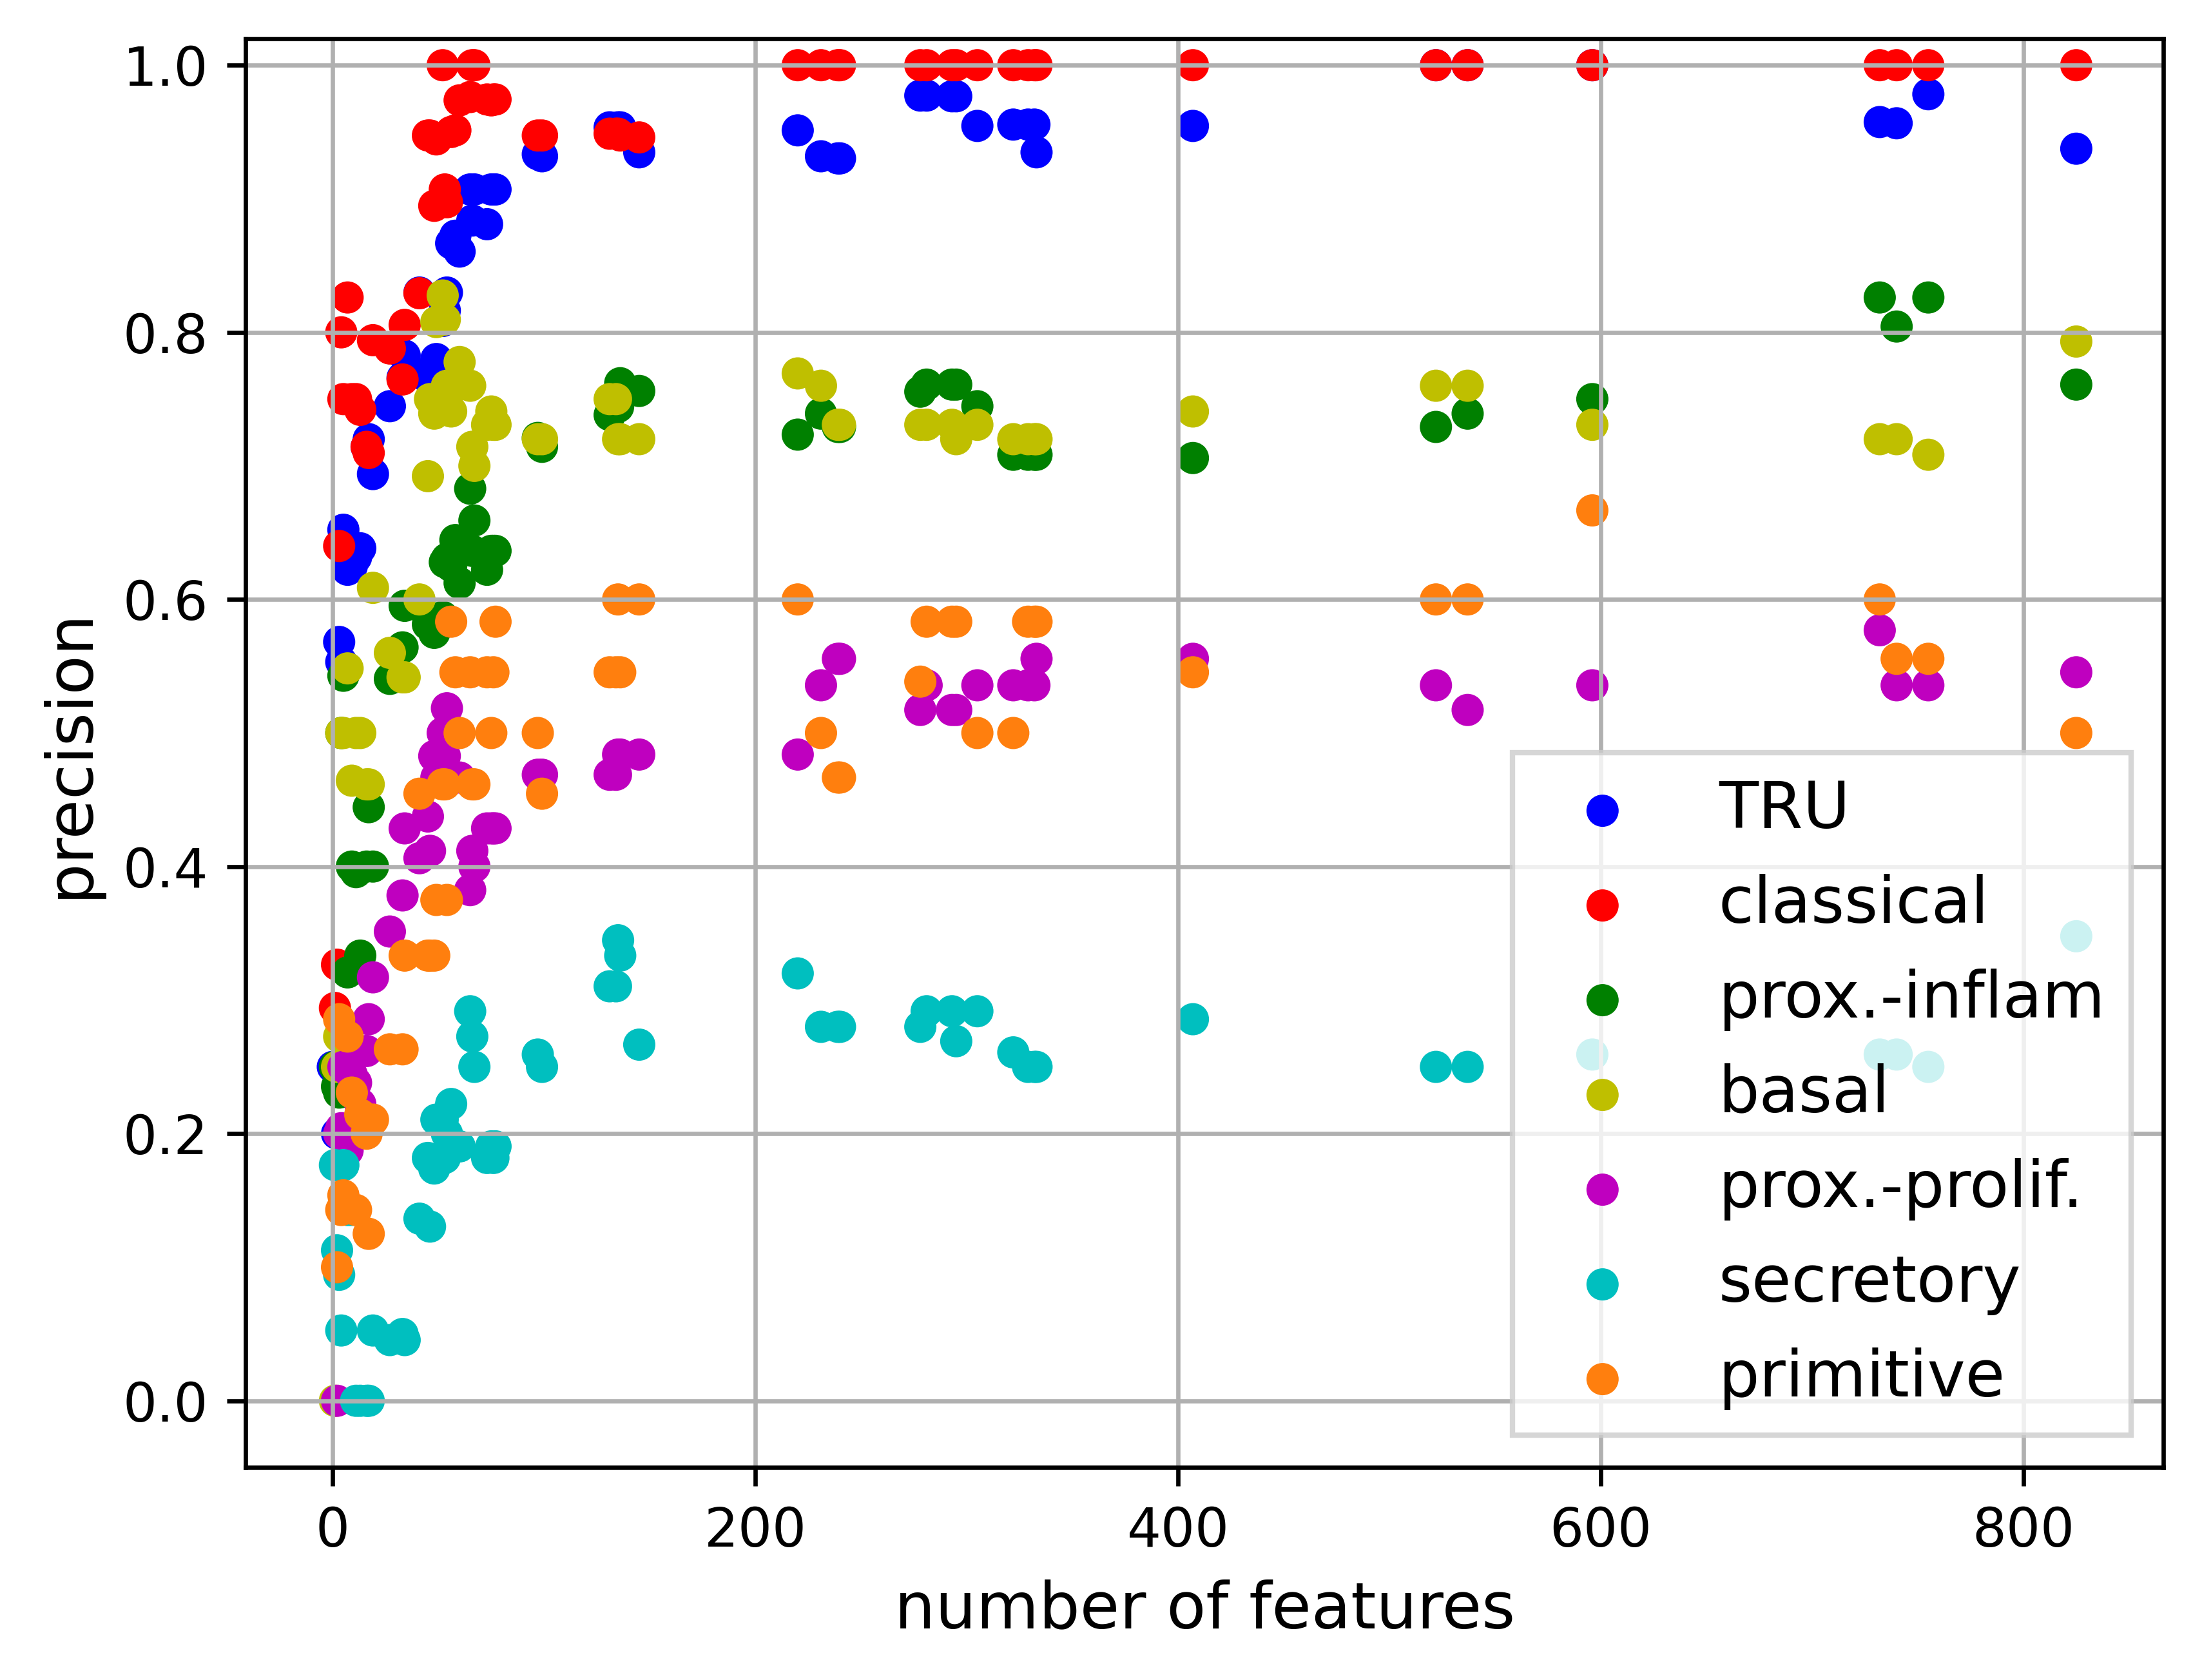 1.0
0.8
0.6
0.4
0.2
0.0
precision
TRU
classical
prox.-inflam
basal
prox.-prolif.
secretory
primitive
0 200 400 600 800
number of features